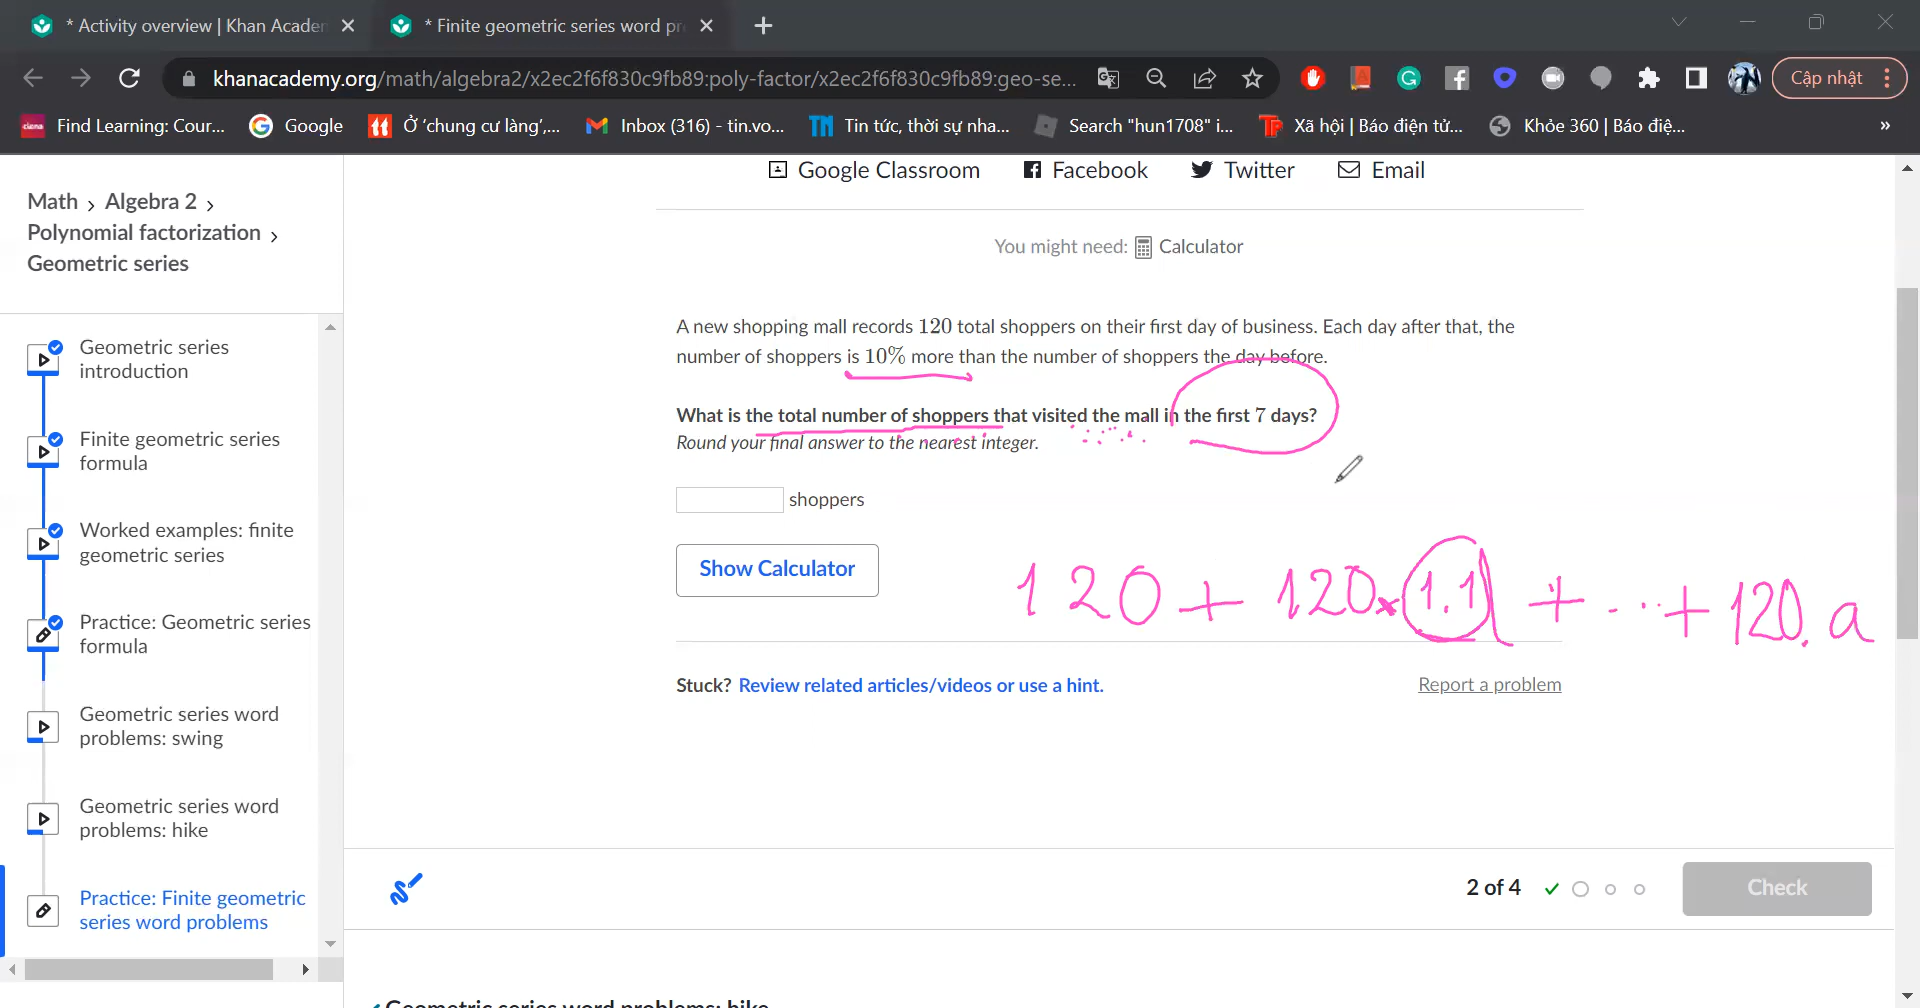 * Activity overview | Khan Acader
* Finite geometric series word pr
khanacademy.org/math/algebra2/x2ec2f6f830c9fb89:poly-factor/x2ec2f6f830c9fb89:geo-se...
Cập nhật
ciena Find Learning: Cour... Google Ở ‘chung cư làng’,... Inbox (316) - tin.vo... Tin tức, thời sự nha... Search "hun1708" i... Xã hội | Báo điện tử... Khỏe 360 | Báo điệ... »
Math > Algebra 2 >
Polynomial factorization >
Geometric series
Geometric series
introduction
Finite geometric series
formula
Worked examples: finite
geometric series
Practice: Geometric series
formula
Geometric series word
problems: swing
Geometric series word
problems: hike
Practice: Finite geometric
series word problems
Google Classroom Facebook Twitter Email
You might need: Calculator
A new shopping mall records 120 total shoppers on their first day of business. Each day after that, the
number of shoppers is 10% more than the number of shoppers the day before.
What is the total number of shoppers that visited the mall in the first 7 days?
Round your final answer to the nearest integer.
shoppers
Show Calculator
120 + 120 × 1.1 + ... + 120.a
Stuck? Review related articles/videos or use a hint.
Report a problem
2 of 4
Check
Geometric series word problems: hike